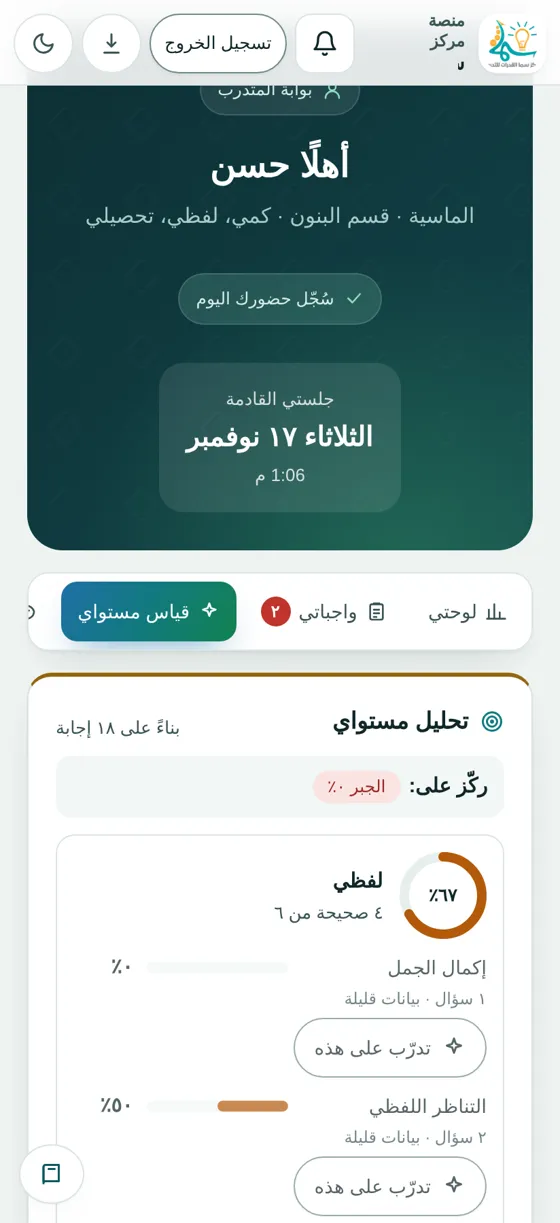 منصة
مركز
تسجيل الخروج
بوابة المتدرب
أهلًا حسن
الماسية · قسم البنون · كمي، لفظي، تحصيلي
سُجّل حضورك اليوم
جلستي القادمة
الثلاثاء ١٧ نوفمبر
1:06 م
لوحتي
واجباتي ٢
قياس مستواي
تحليل مستواي
بناءً على ١٨ إجابة
ركّز على: الجبر ٠٪
٦٧٪
لفظي
٤ صحيحة من ٦
إكمال الجمل
٠٪
١ سؤال · بيانات قليلة
تدرّب على هذه
التناظر اللفظي
٥٠٪
٢ سؤال · بيانات قليلة
تدرّب على هذه